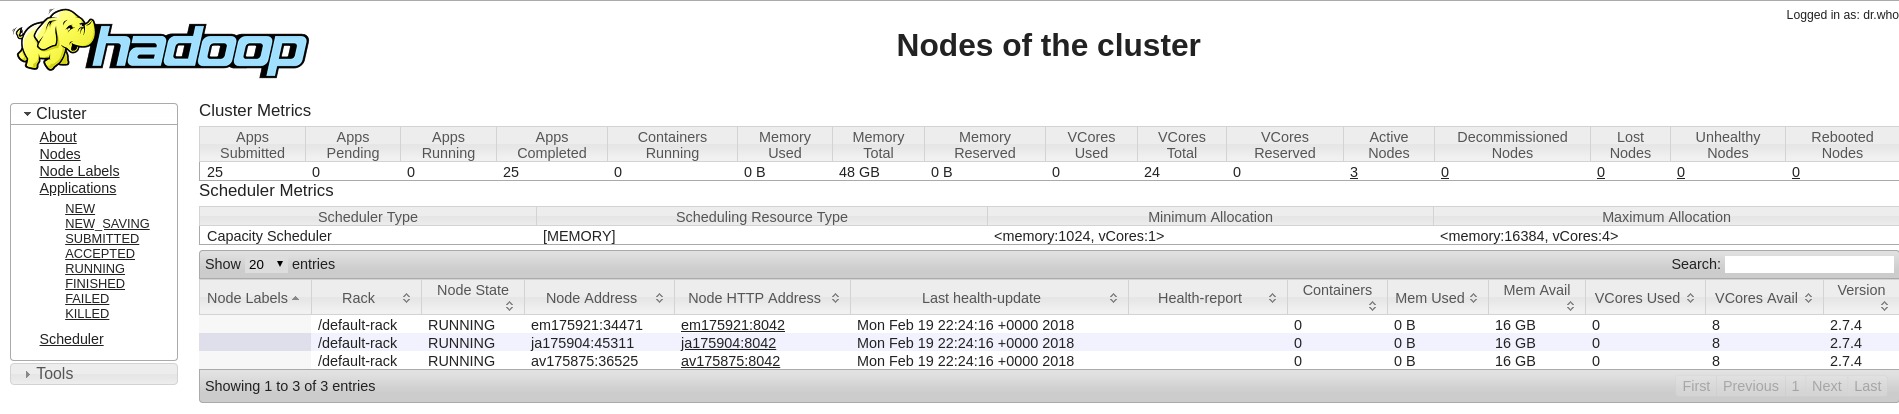 hadoop
Logged in as: dr.who
Nodes of the cluster
Cluster
About
Nodes
Node Labels
Applications
NEW
NEW_SAVING
SUBMITTED
ACCEPTED
RUNNING
FINISHED
FAILED
KILLED
Scheduler
Tools
Cluster Metrics
Apps Submitted Apps Pending Apps Running Apps Completed Containers Running Memory Used Memory Total Memory Reserved VCores Used VCores Total VCores Reserved Active Nodes Decommissioned Nodes Lost Nodes Unhealthy Nodes Rebooted Nodes
25 0 0 25 0 0 B 48 GB 0 B 0 24 0 3 0 0 0 0
Scheduler Metrics
Scheduler Type Scheduling Resource Type Minimum Allocation Maximum Allocation
Capacity Scheduler [MEMORY] <memory:1024, vCores:1> <memory:16384, vCores:4>
Show 20 entries Search:
Node Labels Rack Node State Node Address Node HTTP Address Last health-update Health-report Containers Mem Used Mem Avail VCores Used VCores Avail Version
/default-rack RUNNING em175921:34471 em175921:8042 Mon Feb 19 22:24:16 +0000 2018 0 0 B 16 GB 0 8 2.7.4
/default-rack RUNNING ja175904:45311 ja175904:8042 Mon Feb 19 22:24:16 +0000 2018 0 0 B 16 GB 0 8 2.7.4
/default-rack RUNNING av175875:36525 av175875:8042 Mon Feb 19 22:24:16 +0000 2018 0 0 B 16 GB 0 8 2.7.4
Showing 1 to 3 of 3 entries First Previous 1 Next Last